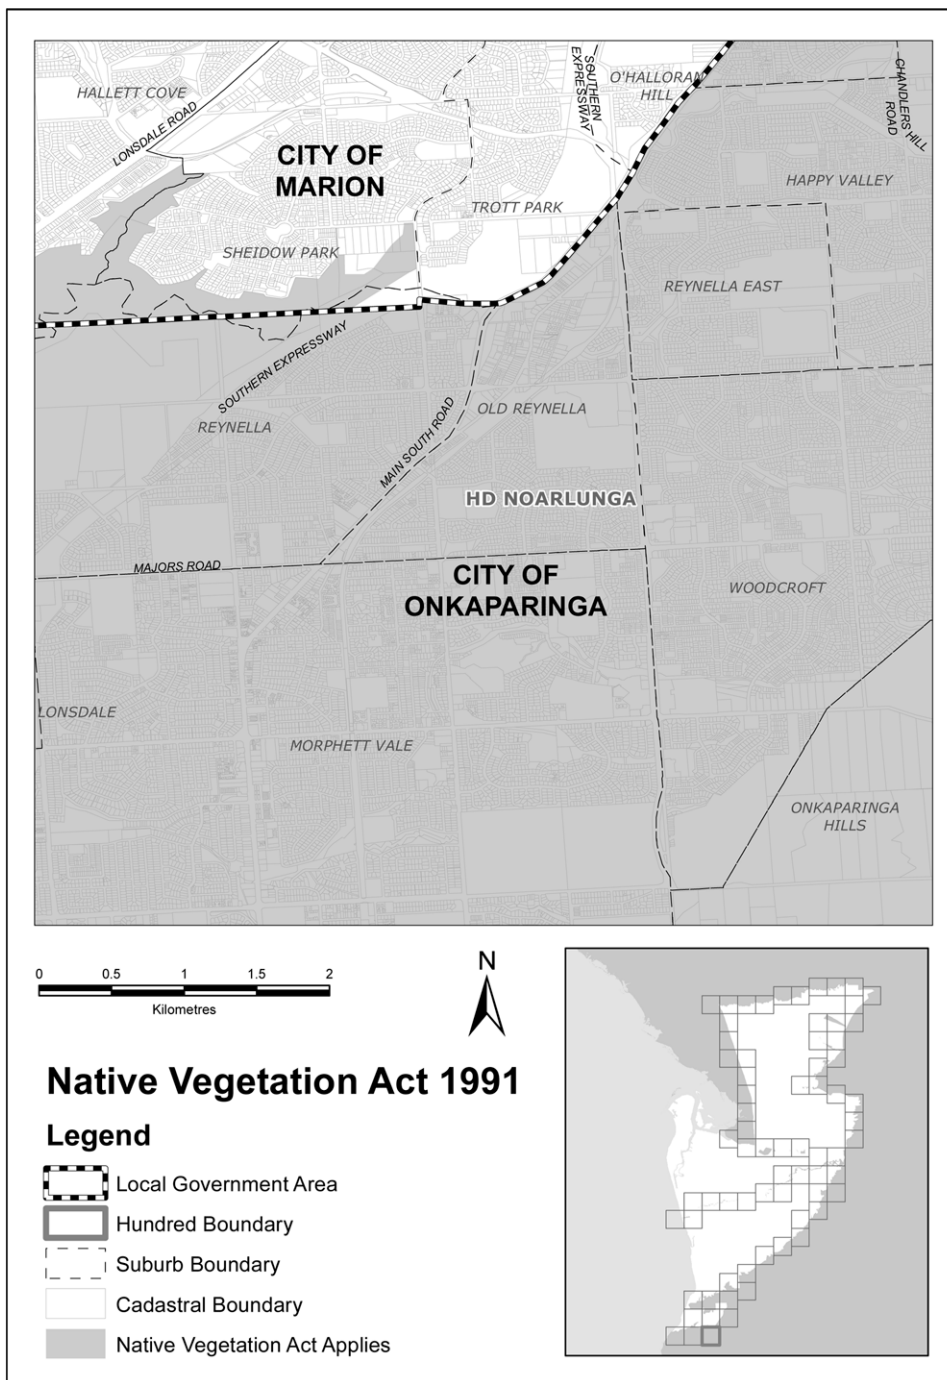 HALLETT COVE
LONSDALE ROAD
CITY OF
MARION
SOUTHERN
EXPRESSWAY
O'HALLORAN
HILL
CHANDLERS HILL
ROAD
HAPPY VALLEY
TROTT PARK
SHEIDOW PARK
REYNELLA EAST
SOUTHERN EXPRESSWAY
REYNELLA
MAIN SOUTH ROAD
OLD REYNELLA
HD NOARLUNGA
MAJORS ROAD
CITY OF
ONKAPARINGA
WOODCROFT
LONSDALE
MORPHETT VALE
ONKAPARINGA
HILLS
0 0.5 1 1.5 2
Kilometres
N
Native Vegetation Act 1991
Legend
Local Government Area
Hundred Boundary
Suburb Boundary
Cadastral Boundary
Native Vegetation Act Applies